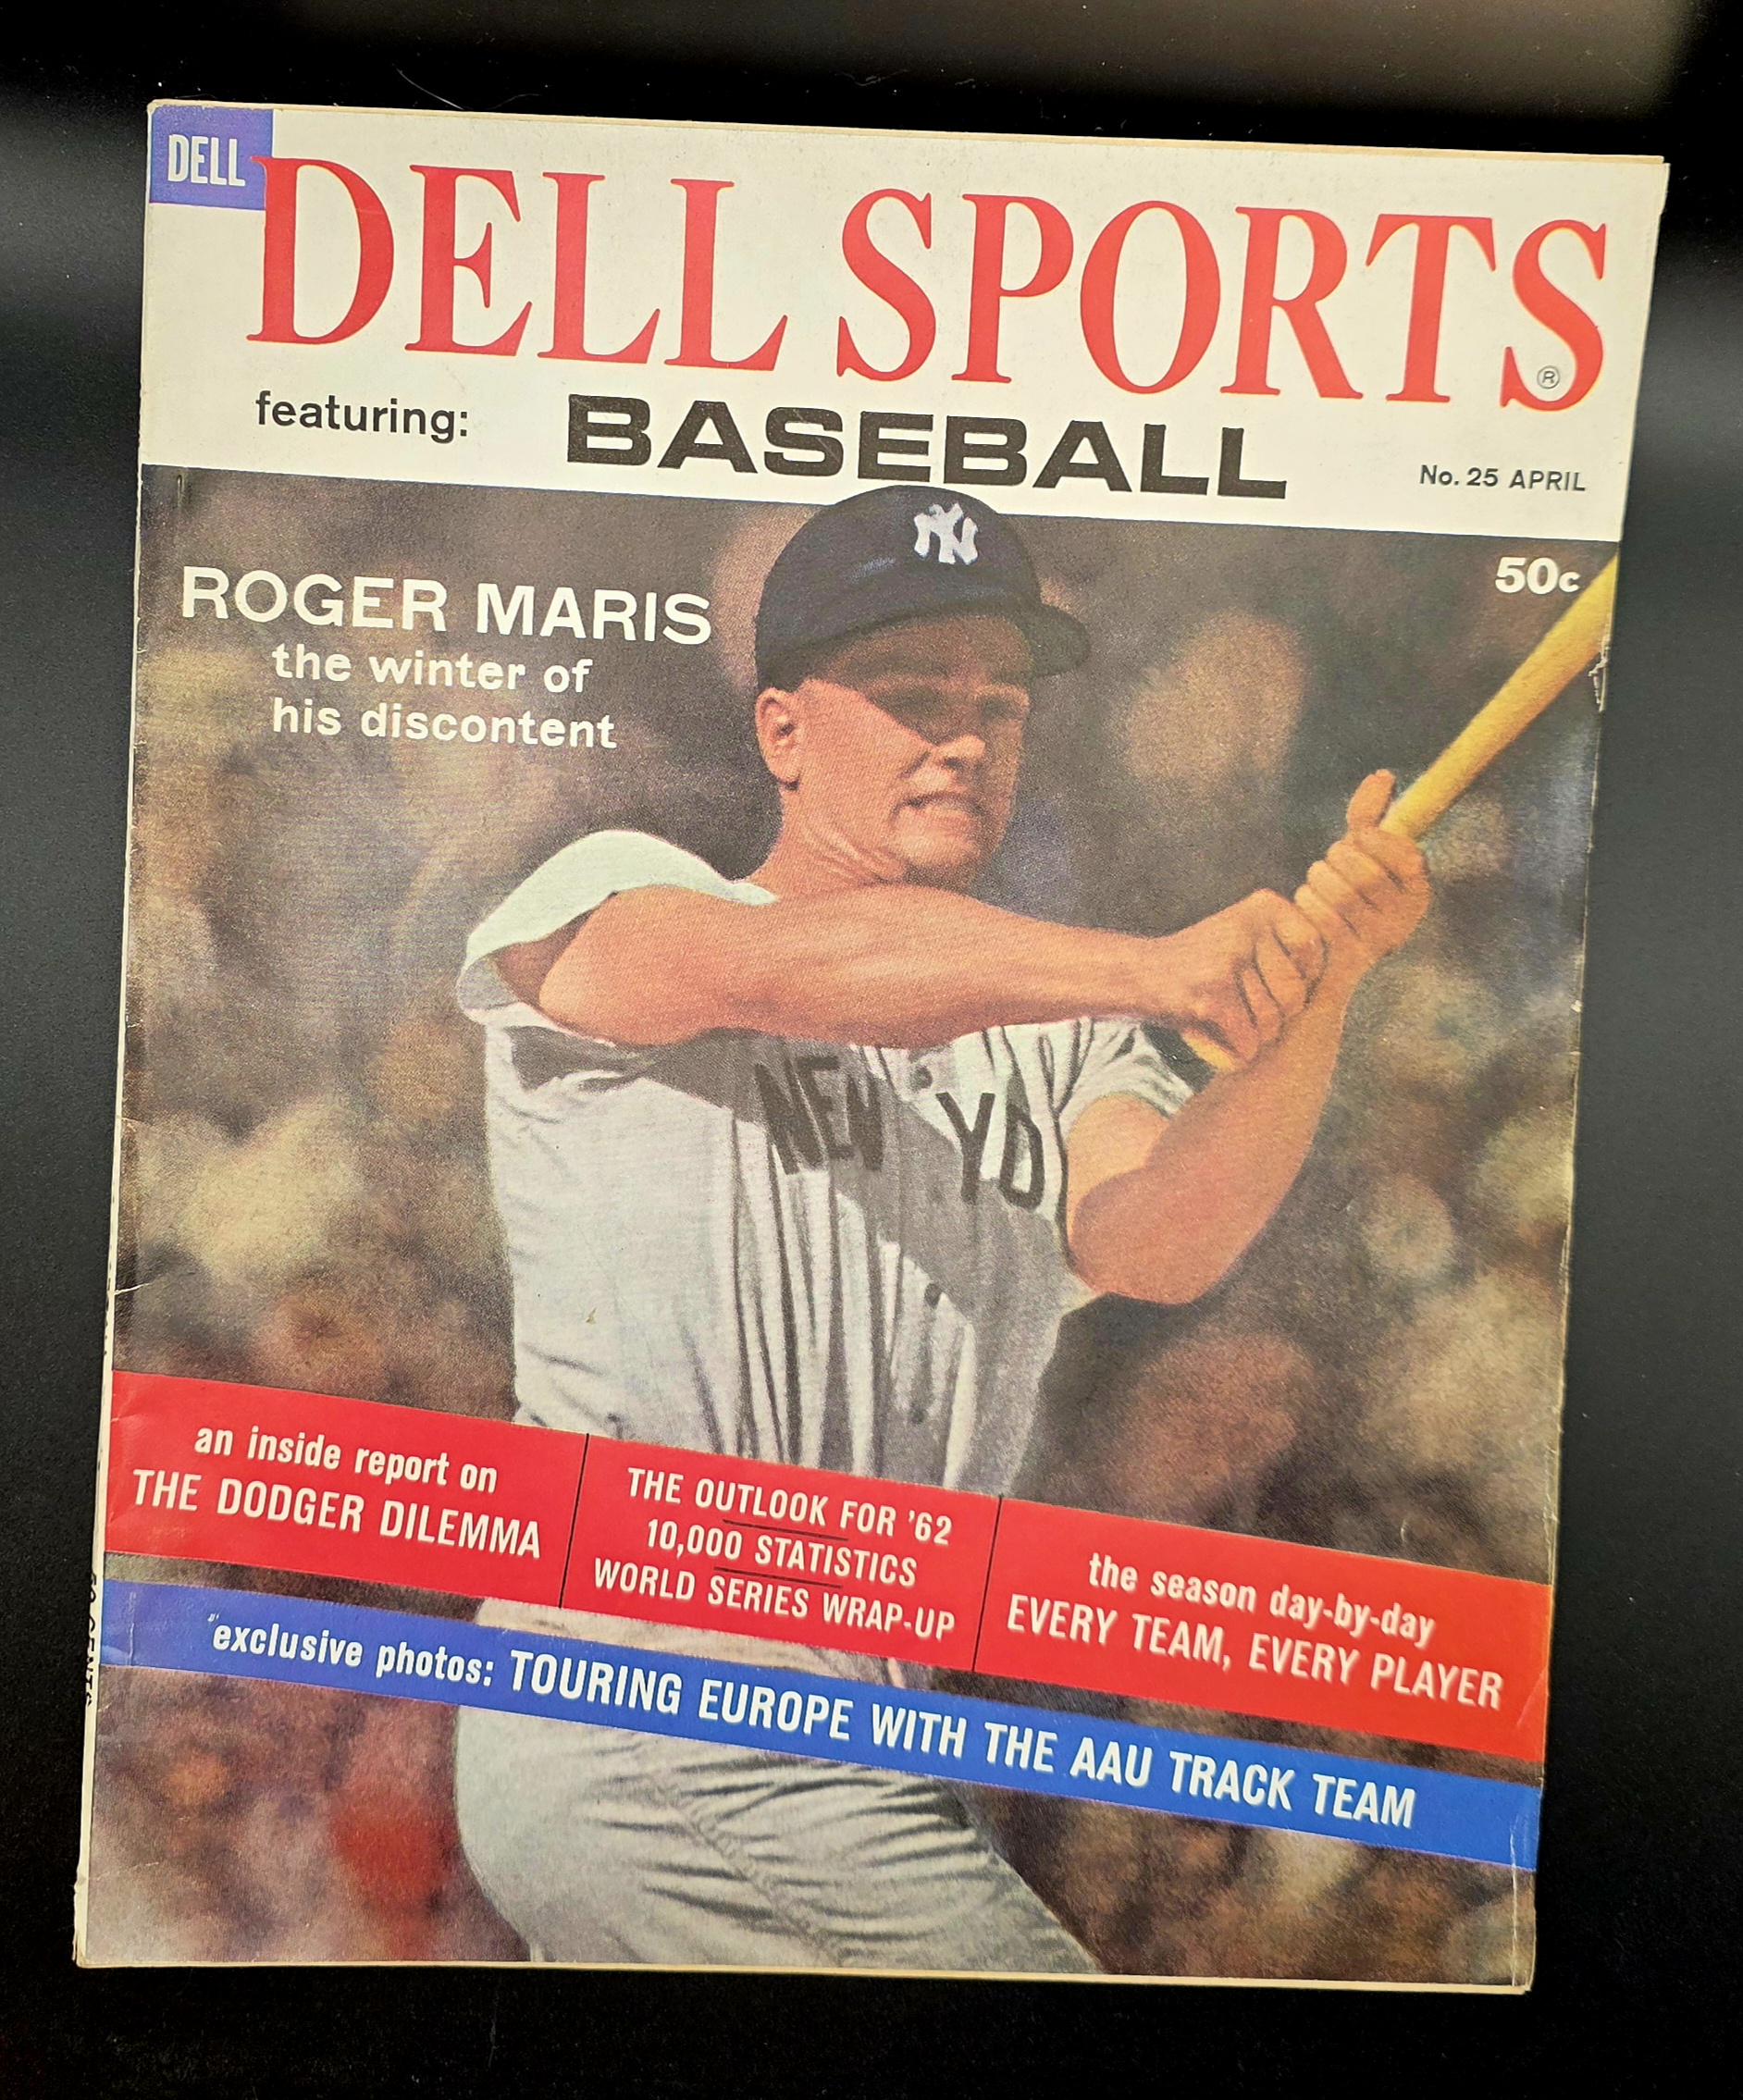 DELL
DELL SPORTS
®
featuring: BASEBALL
No. 25 APRIL
50c
ROGER MARIS
the winter of
his discontent
NY
NEW YO
an inside report on
THE DODGER DILEMMA
THE OUTLOOK FOR '62
10,000 STATISTICS
WORLD SERIES WRAP-UP
the season day-by-day
EVERY TEAM, EVERY PLAYER
exclusive photos: TOURING EUROPE WITH THE AAU TRACK TEAM
50 CENTS